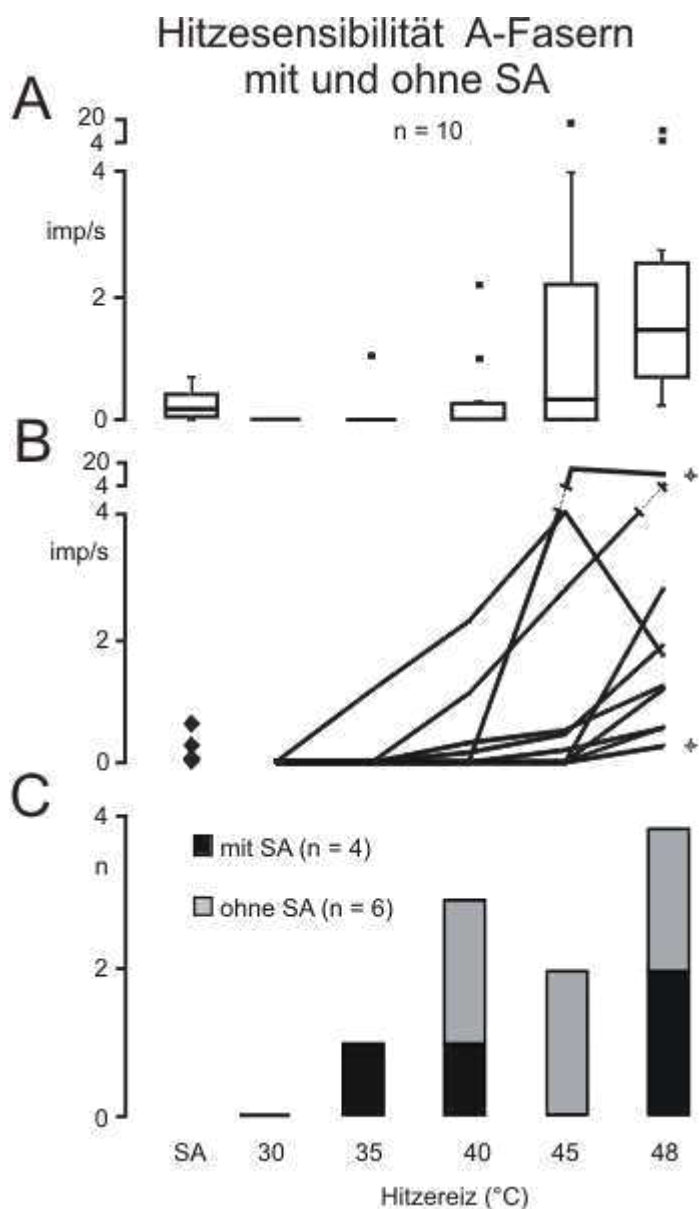 Hitzesensibilität A-Fasern
mit und ohne SA
A
20
4
n = 10
4
imp/s
2
0
B
20
4
4
imp/s
2
0
C
4
n
mit SA (n = 4)
ohne SA (n = 6)
2
0
SA 30 35 40 45 48
Hitzereiz (°C)